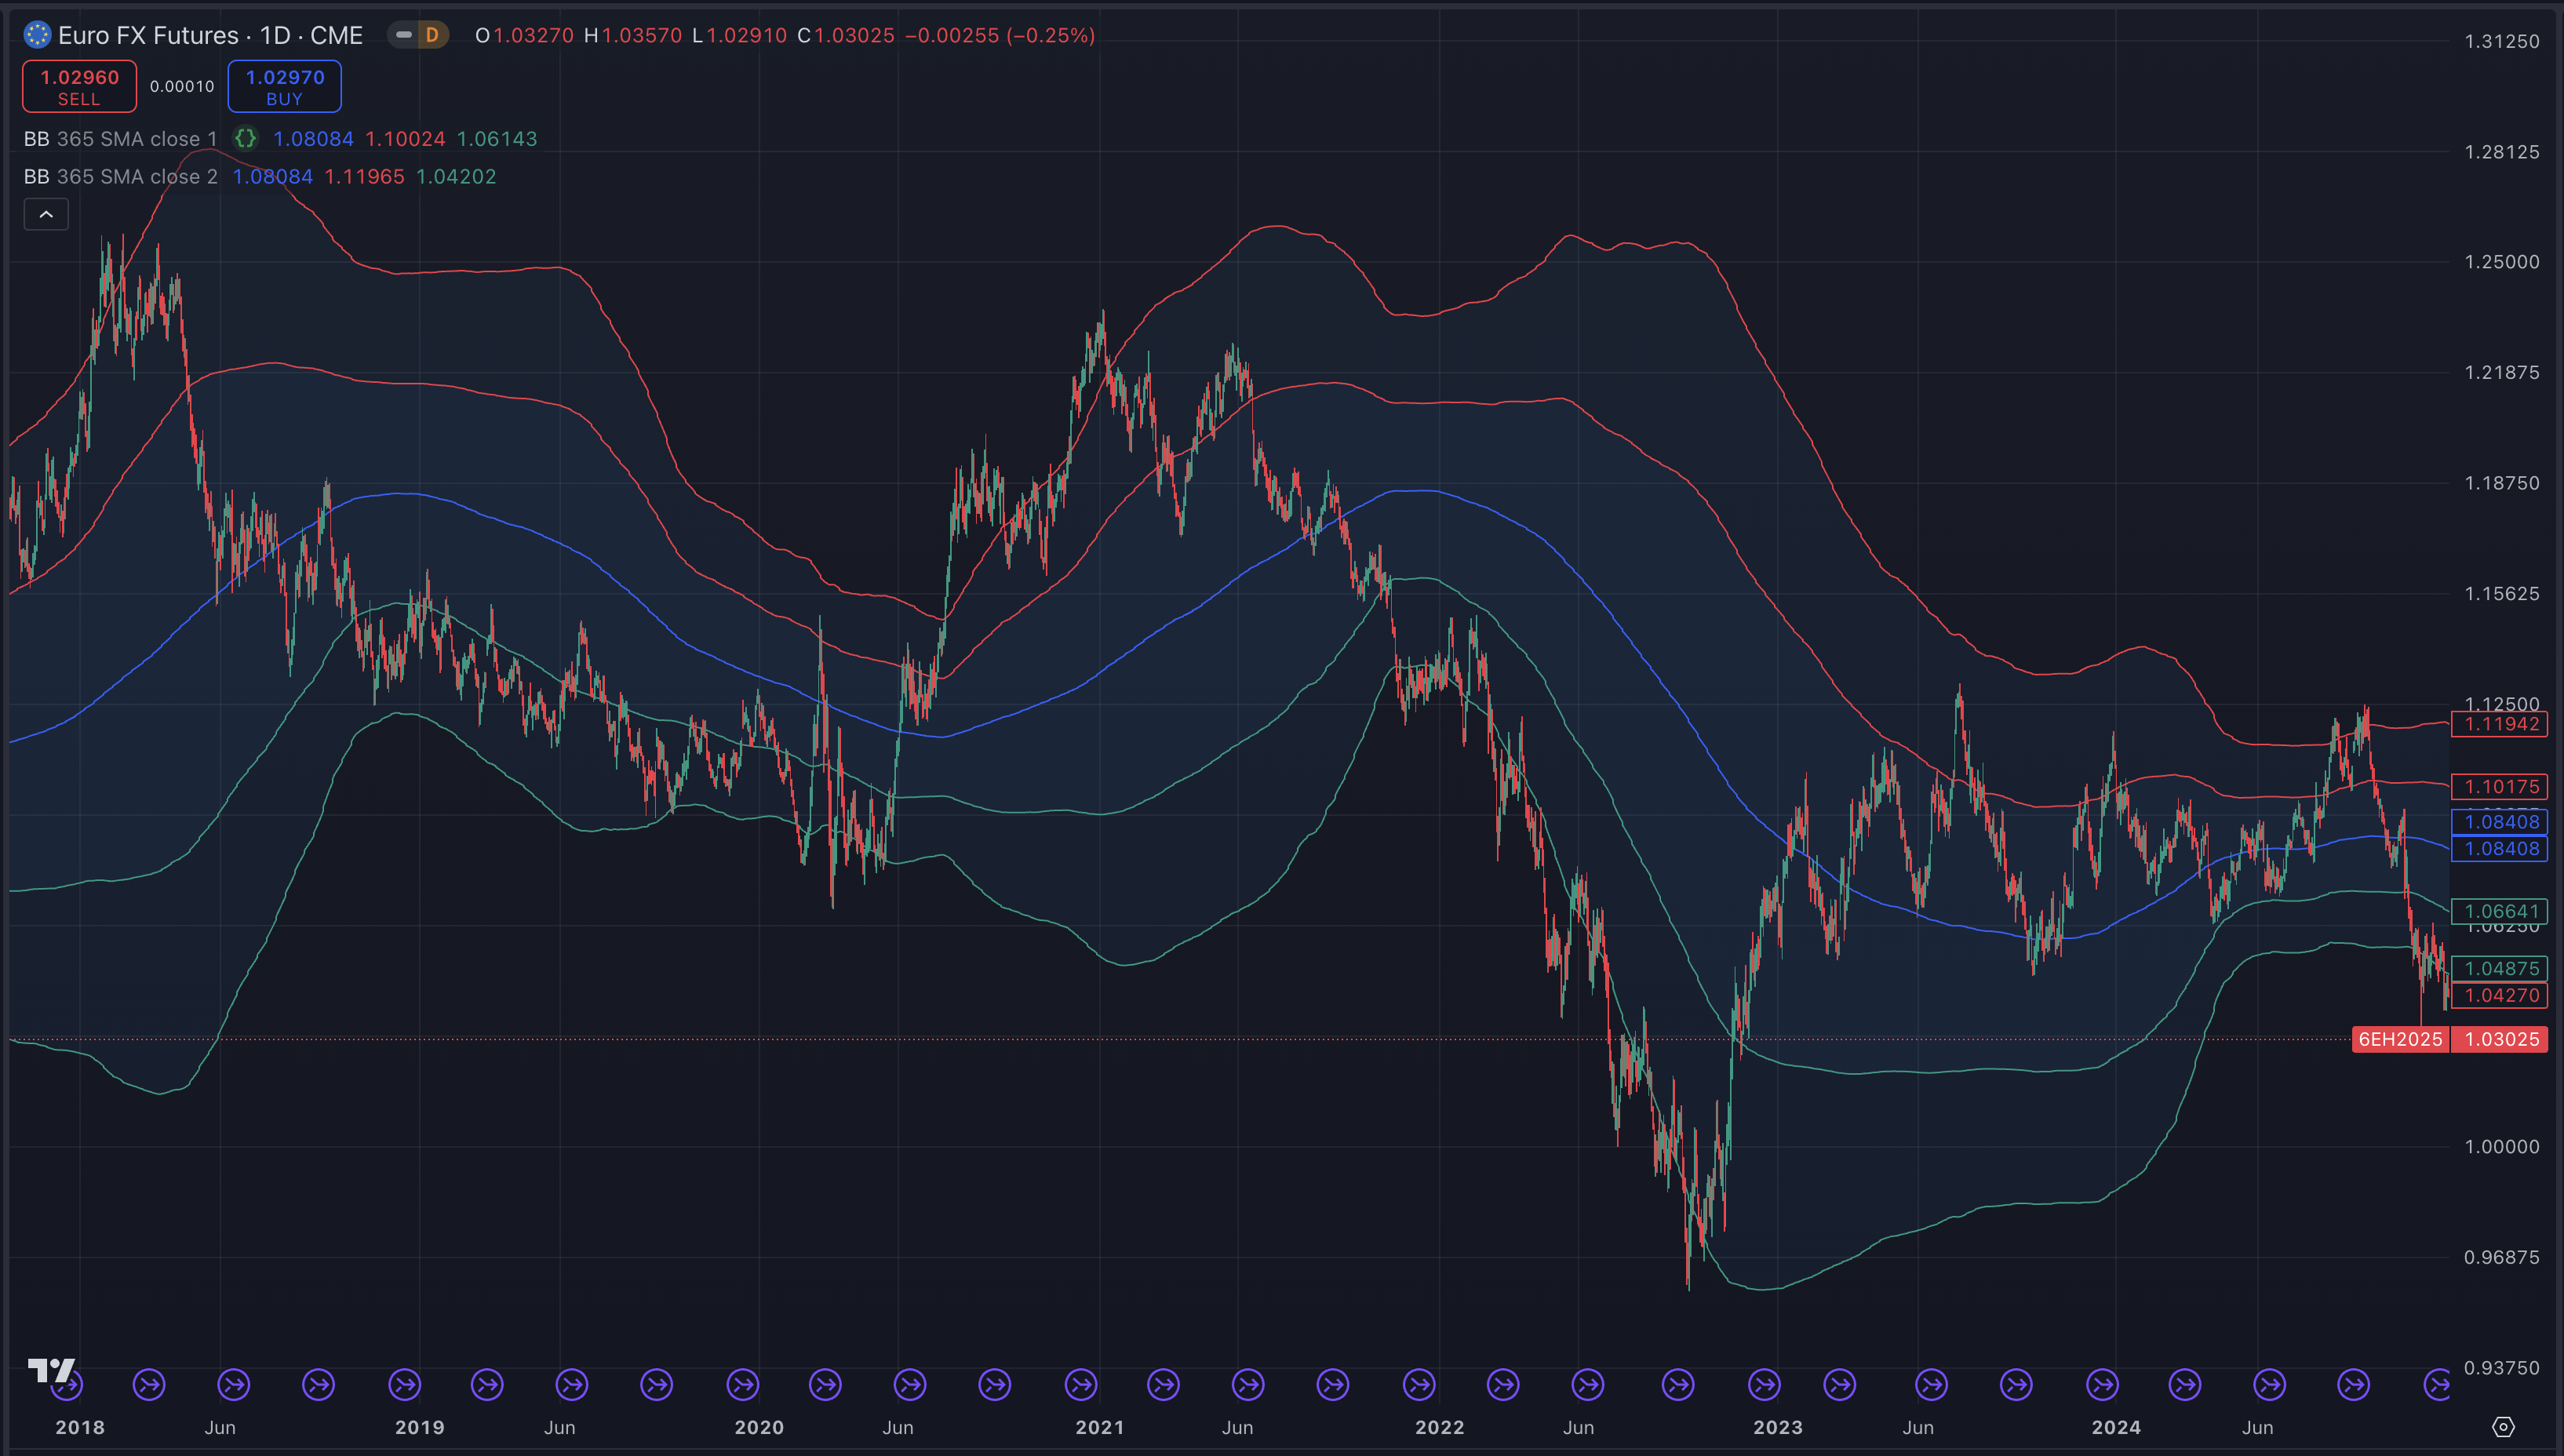 Euro FX Futures · 1D · CME D O1.03270 H1.03570 L1.02910 C1.03025 −0.00255 (−0.25%)
1.02960 SELL
0.00010
1.02970 BUY
BB 365 SMA close 1 {} 1.08084 1.10024 1.06143
BB 365 SMA close 2 1.08084 1.11965 1.04202
1.31250
1.28125
1.25000
1.21875
1.18750
1.15625
1.12500
1.11942
1.10175
1.08408
1.08408
1.06641
1.06250
1.04875
1.04270
6EH2025 1.03025
1.00000
0.96875
0.93750
2018 Jun 2019 Jun 2020 Jun 2021 Jun 2022 Jun 2023 Jun 2024 Jun